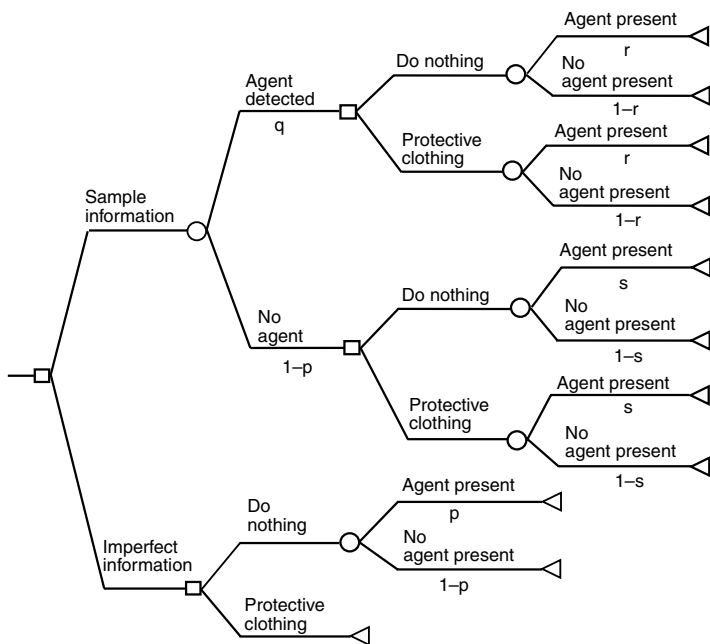 Agent present
r
Do nothing
No
agent present
1–r
Agent
detected
q
Agent present
r
Protective
clothing
No
agent present
1–r
Sample
information
Agent present
s
Do nothing
No
agent present
1–s
No
agent
1–p
Agent present
s
Protective
clothing
No
agent present
1–s
Agent present
p
Do
nothing
No
agent present
1–p
Imperfect
information
Protective
clothing